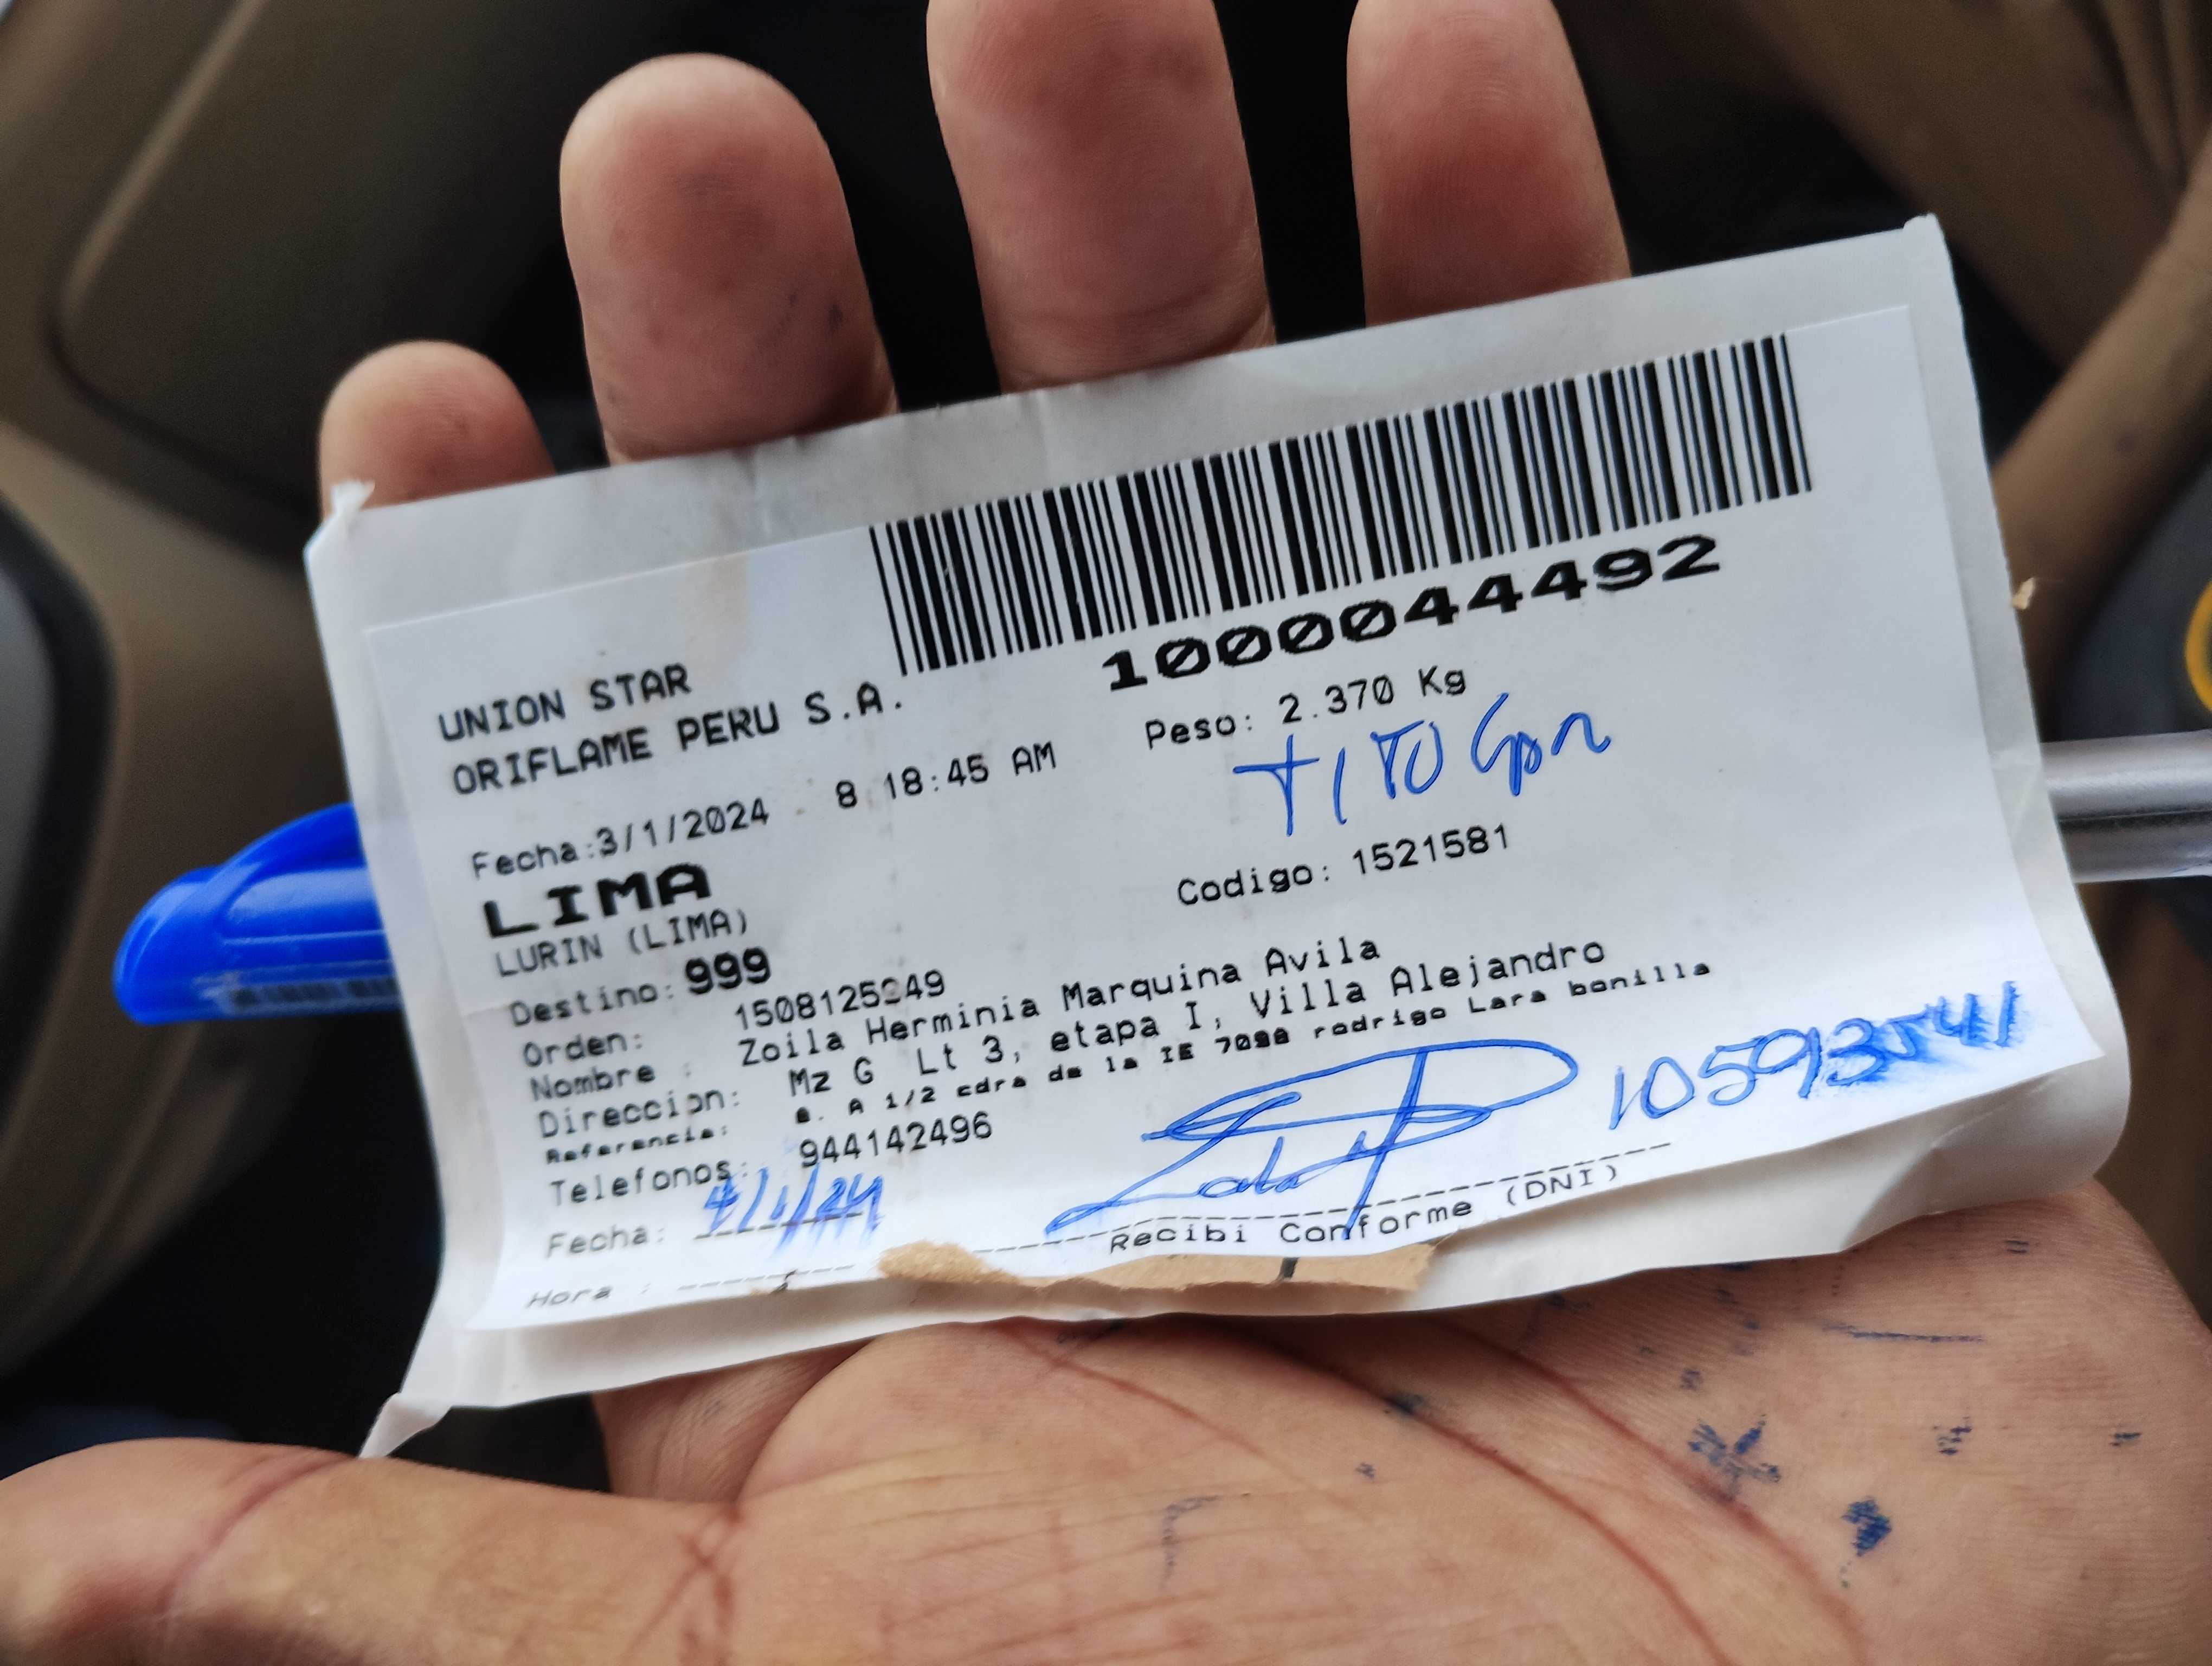 1000044492
UNION STAR
ORIFLAME PERU S.A.
Peso: 2.370 Kg
TITO
Fecha:3/1/2024 8 18:45 AM
LIMA
Codigo: 1521581
LURIN (LIMA)
Destino: 999
Orden:
Nombre : Zoila Herminia Marquina Avila
Direccion: Mz G Lt 3, etapa I, Villa Alejandro
Referencia: e. A 1/2 cdra de la IE rodrigo Lara bonilla
Telefonos: 944142496
Fecha: 4/1/24
Recibi Conforme (DNI)
Hora :